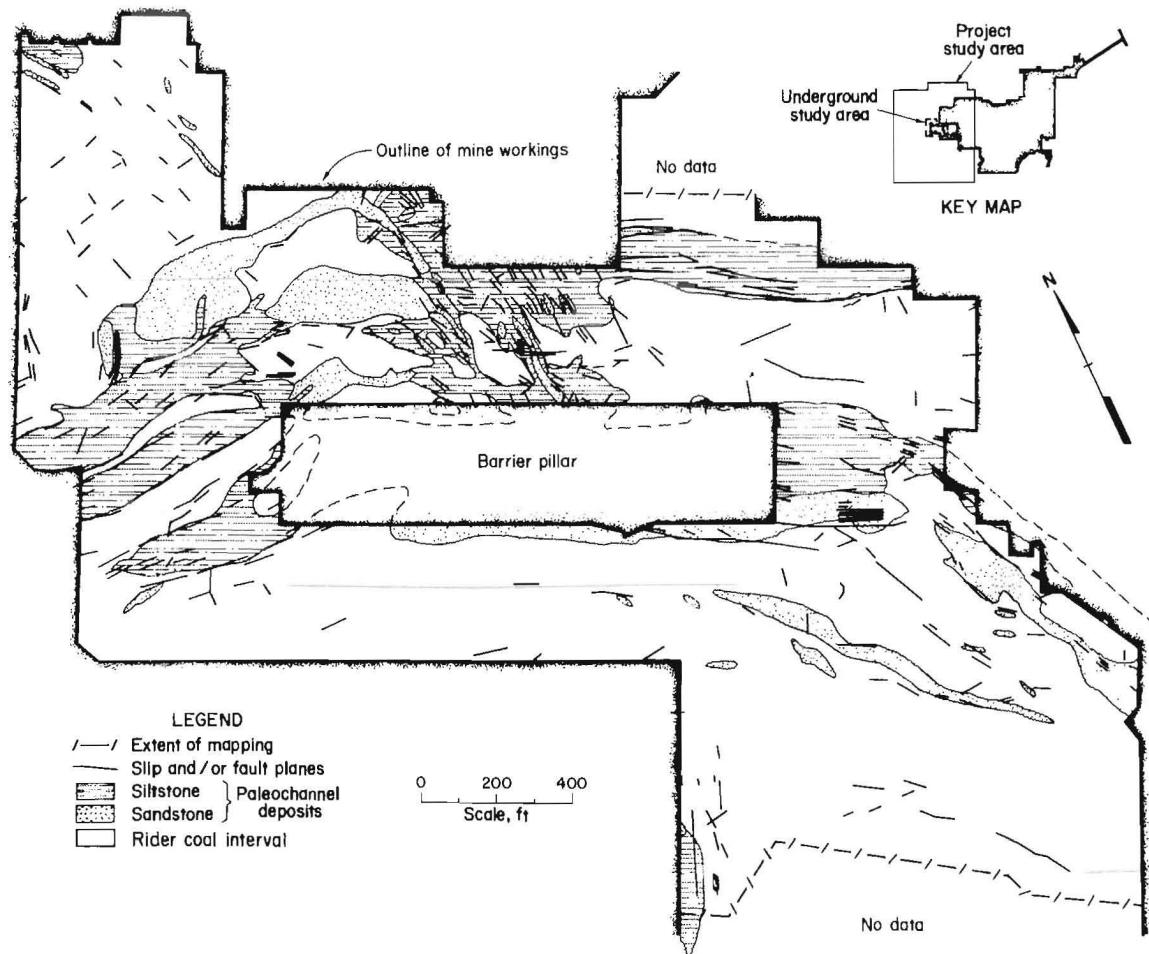 Project
study area
Underground
study area
KEY MAP
Outline of mine workings
No data
N
Barrier pillar
LEGEND
Extent of mapping
Slip and/or fault planes
Siltstone
Sandstone
Paleochannel
deposits
Rider coal interval
0 200 400
Scale, ft
No data